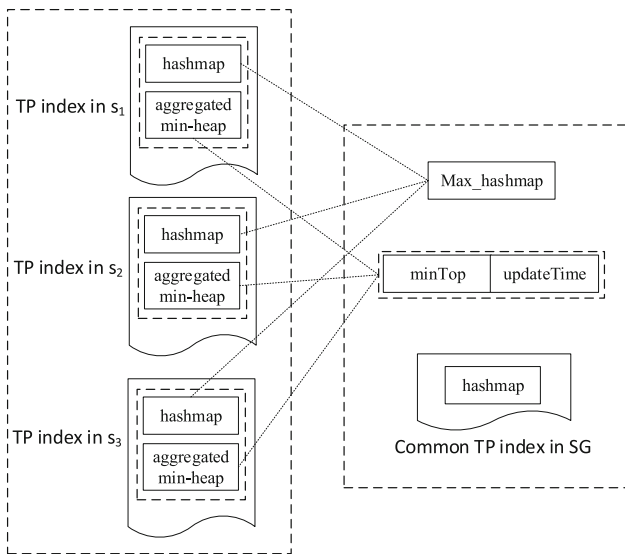 TP index in s1
hashmap
aggregated
min-heap
TP index in s2
hashmap
aggregated
min-heap
TP index in s3
hashmap
aggregated
min-heap
Max_hashmap
minTop
updateTime
hashmap
Common TP index in SG